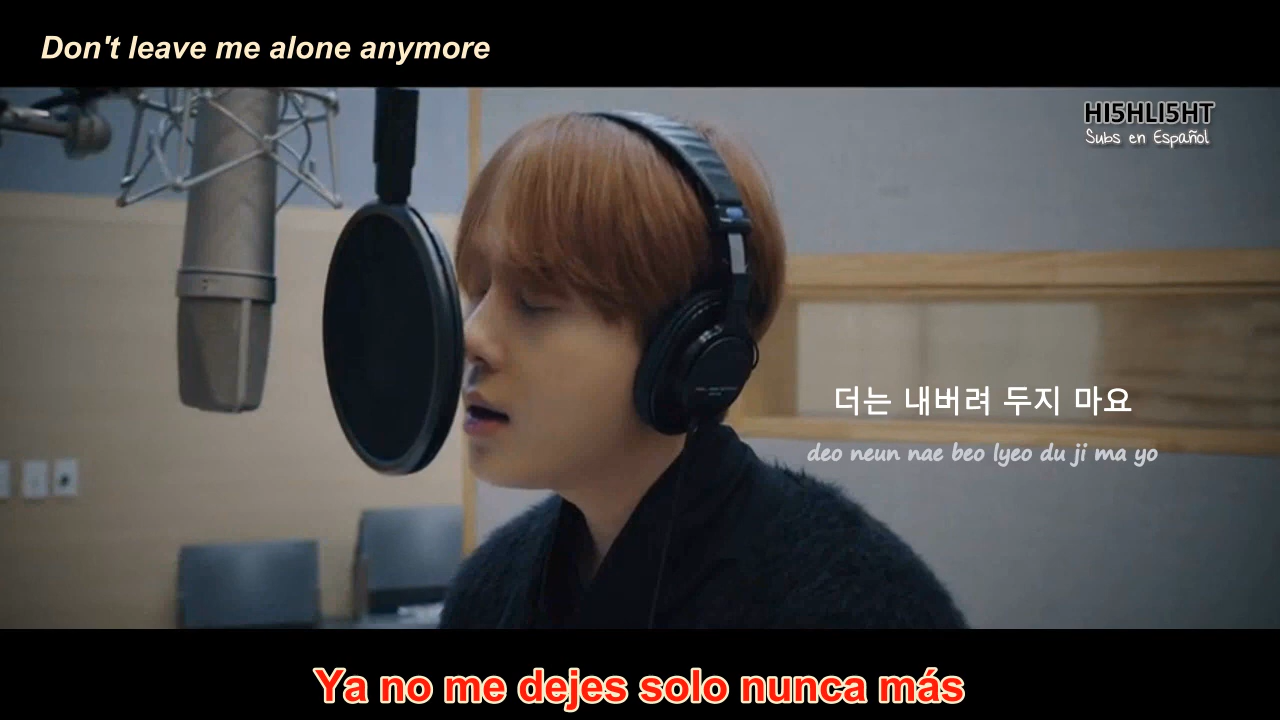 Don't leave me alone anymore
HI5HLI5HT
Subs en Español
더는 내버려 두지 마요
deo neun nae beo lyeo du ji ma yo
Ya no me dejes solo nunca más